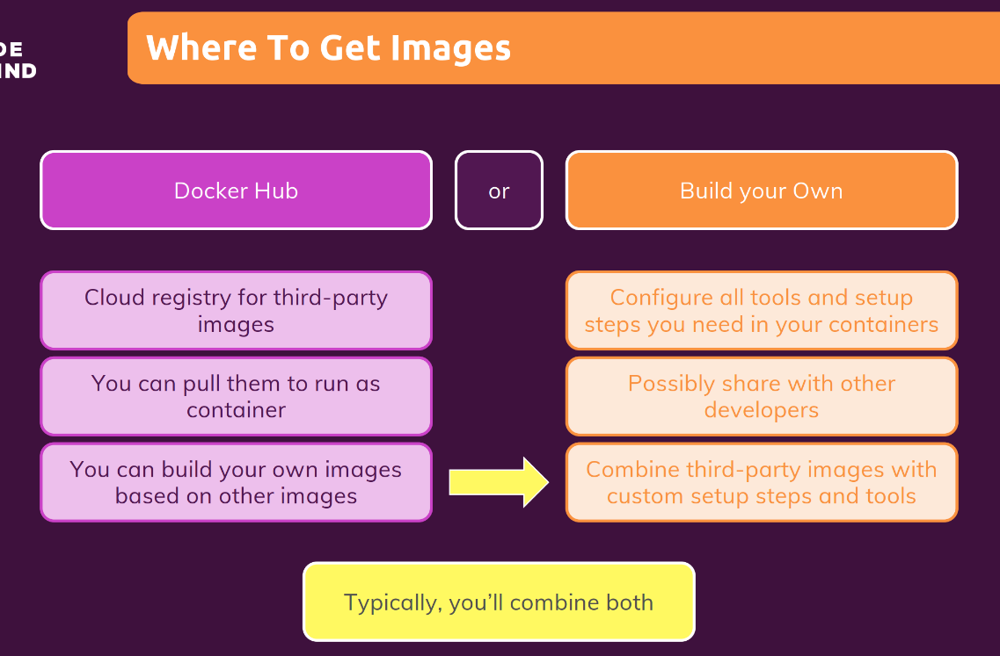 DE
IND
Where To Get Images
Docker Hub
or
Build your Own
Cloud registry for third-party
images
Configure all tools and setup
steps you need in your containers
You can pull them to run as
container
Possibly share with other
developers
You can build your own images
based on other images
Combine third-party images with
custom setup steps and tools
Typically, you’ll combine both